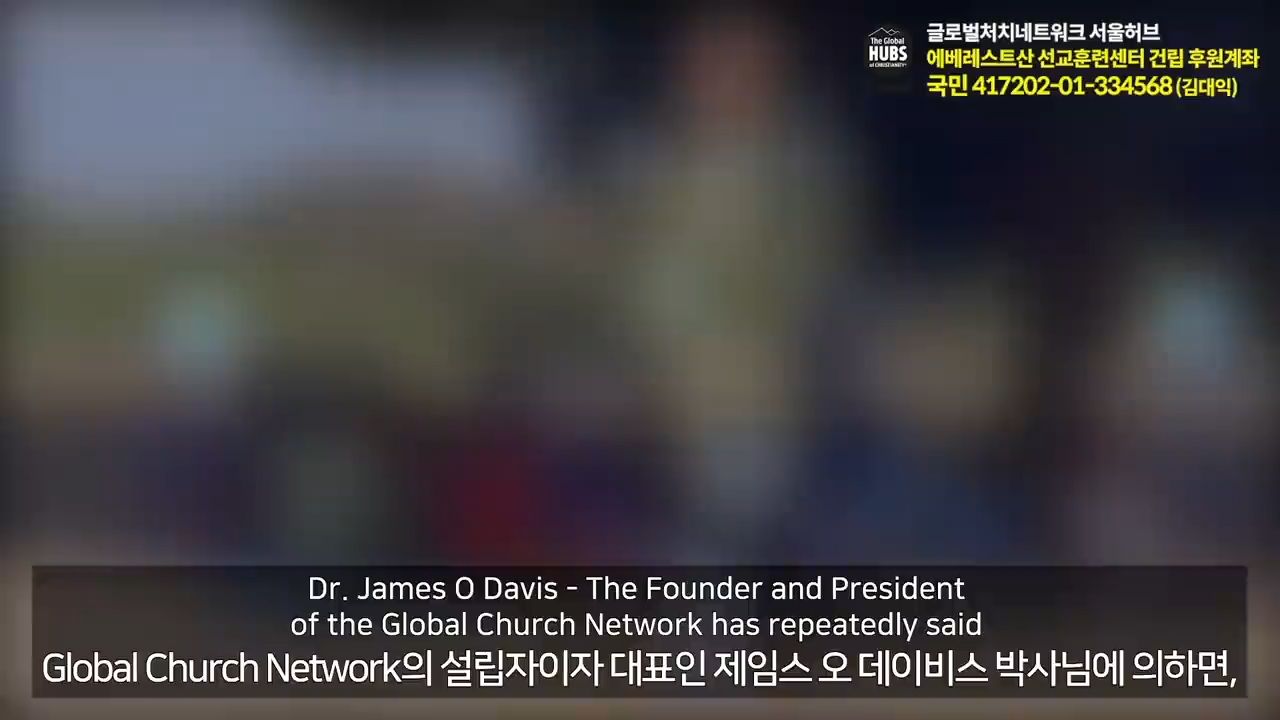 The Global
HUBS
of CHRISTIANITY
글로벌처치네트워크 서울허브
에베레스트산 선교훈련센터 건립 후원계좌
국민 417202-01-334568 (김대익)
Dr. James O Davis - The Founder and President
of the Global Church Network has repeatedly said
Global Church Network의 설립자이자 대표인 제임스 오 데이비스 박사님에 의하면,